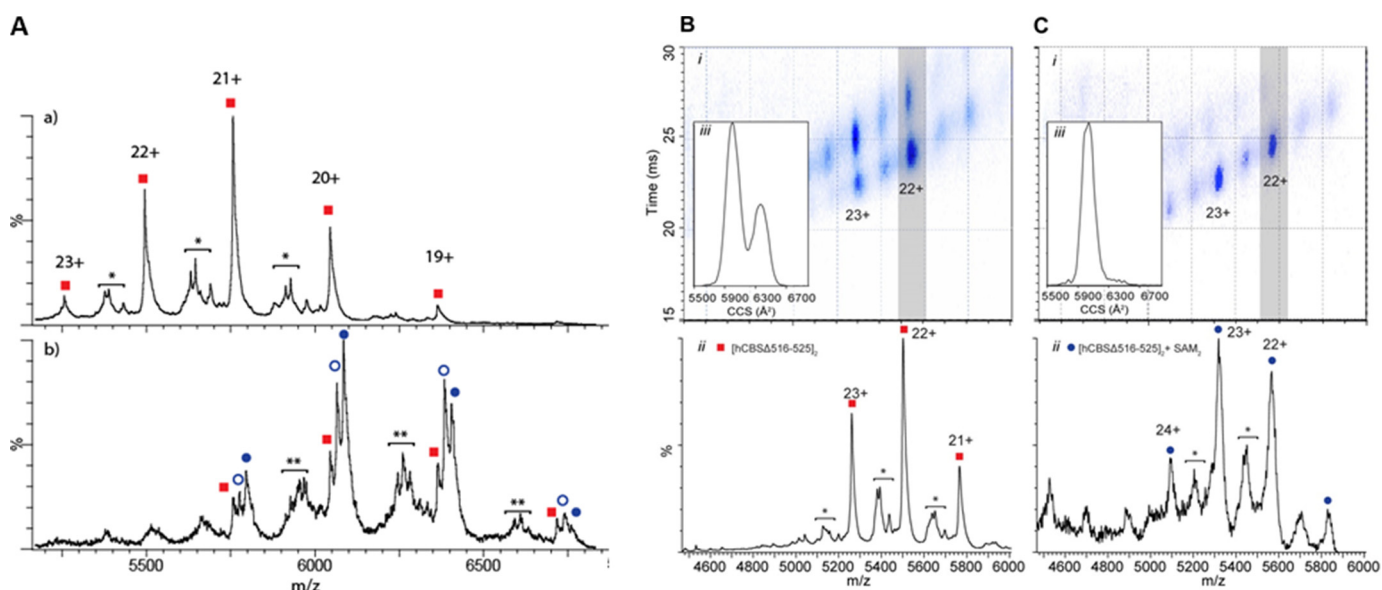 A
a)
23+
*
22+
*
21+
*
20+
19+
%
b)
**
**
**
%
5500
6000
6500
m/z
B
i
30
25
20
15
Time (ms)
iii
5500 5900 6300 6700
CCS (Å²)
23+
22+
ii
[hCBSΔ516-525]₂
22+
23+
21+
*
*
*
%
4600 4800 5000 5200 5400 5600 5800 6000
m/z
C
i
iii
5500 5900 6300 6700
CCS (Å²)
23+
22+
ii
[hCBSΔ516-525]₂+ SAM₂
23+
22+
24+
*
*
%
4600 4800 5000 5200 5400 5600 5800 6000
m/z